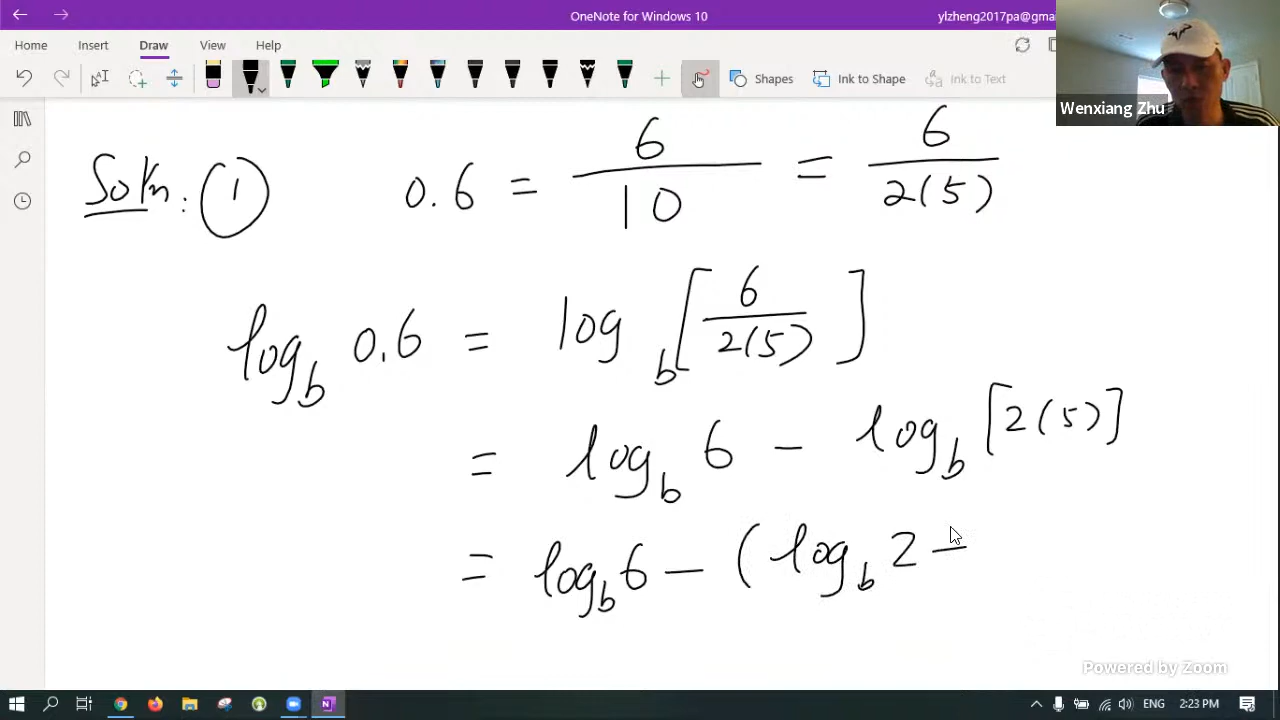 OneNote for Windows 10
ylzheng2017pa@gma
Home Insert Draw View Help
Shapes Ink to Shape Ink to Text
Wenxiang Zhu
Soln: (1) 0.6 = 6/10 = 6/2(5)
log_b 0.6 = log_b [6/2(5)]
= log_b 6 - log_b [2(5)]
= log_b 6 - (log_b 2 -
Powered by Zoom
ENG 2:23 PM